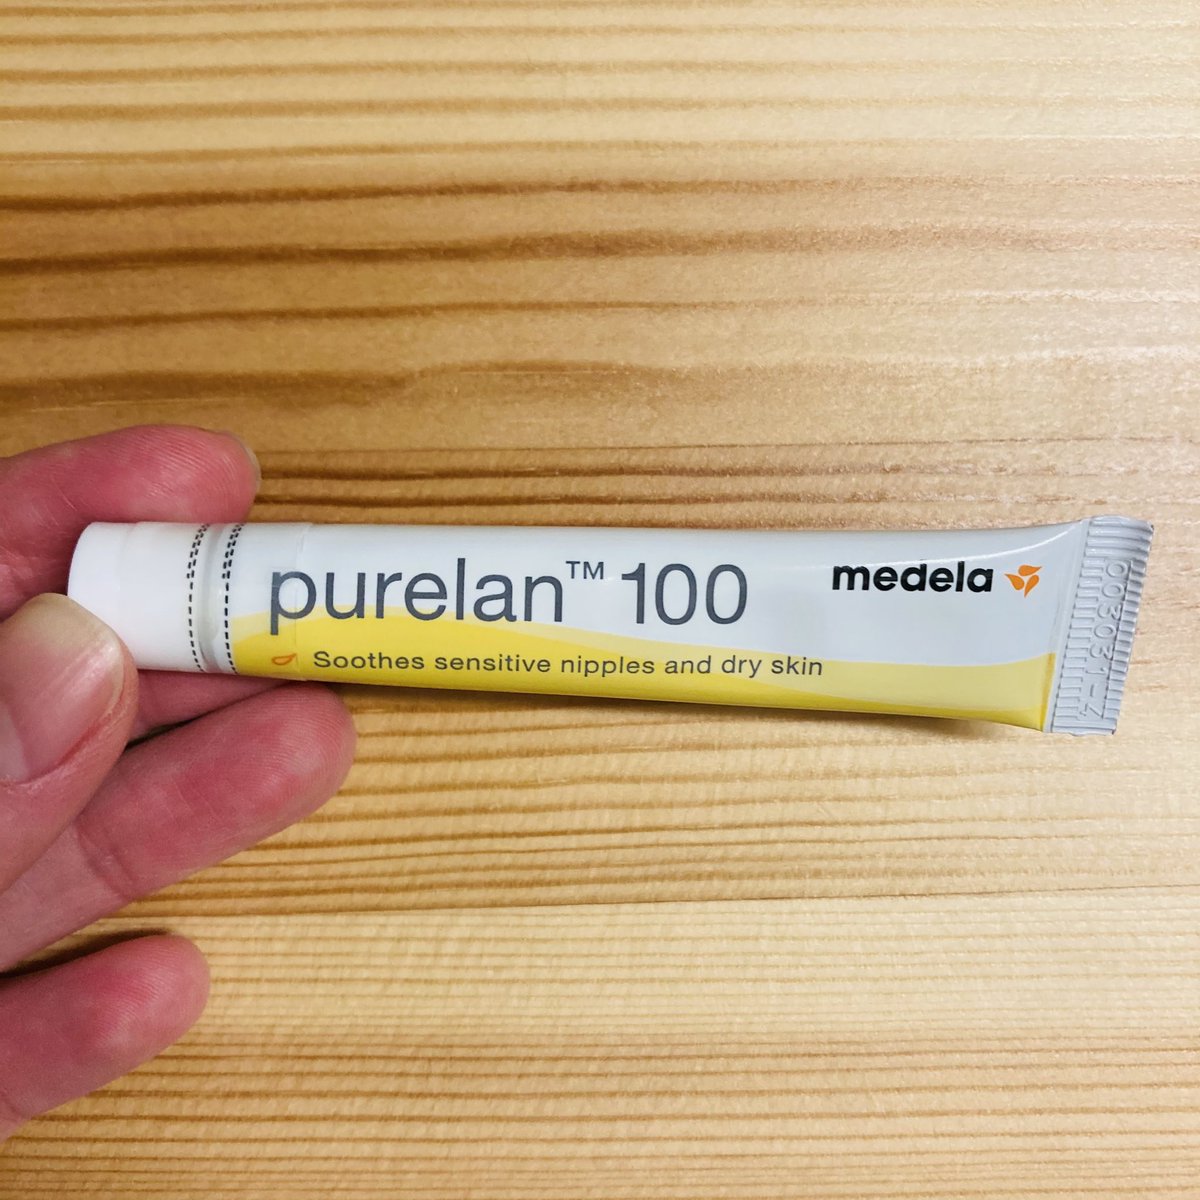 purelan™ 100
medela
Soothes sensitive nipples and dry skin